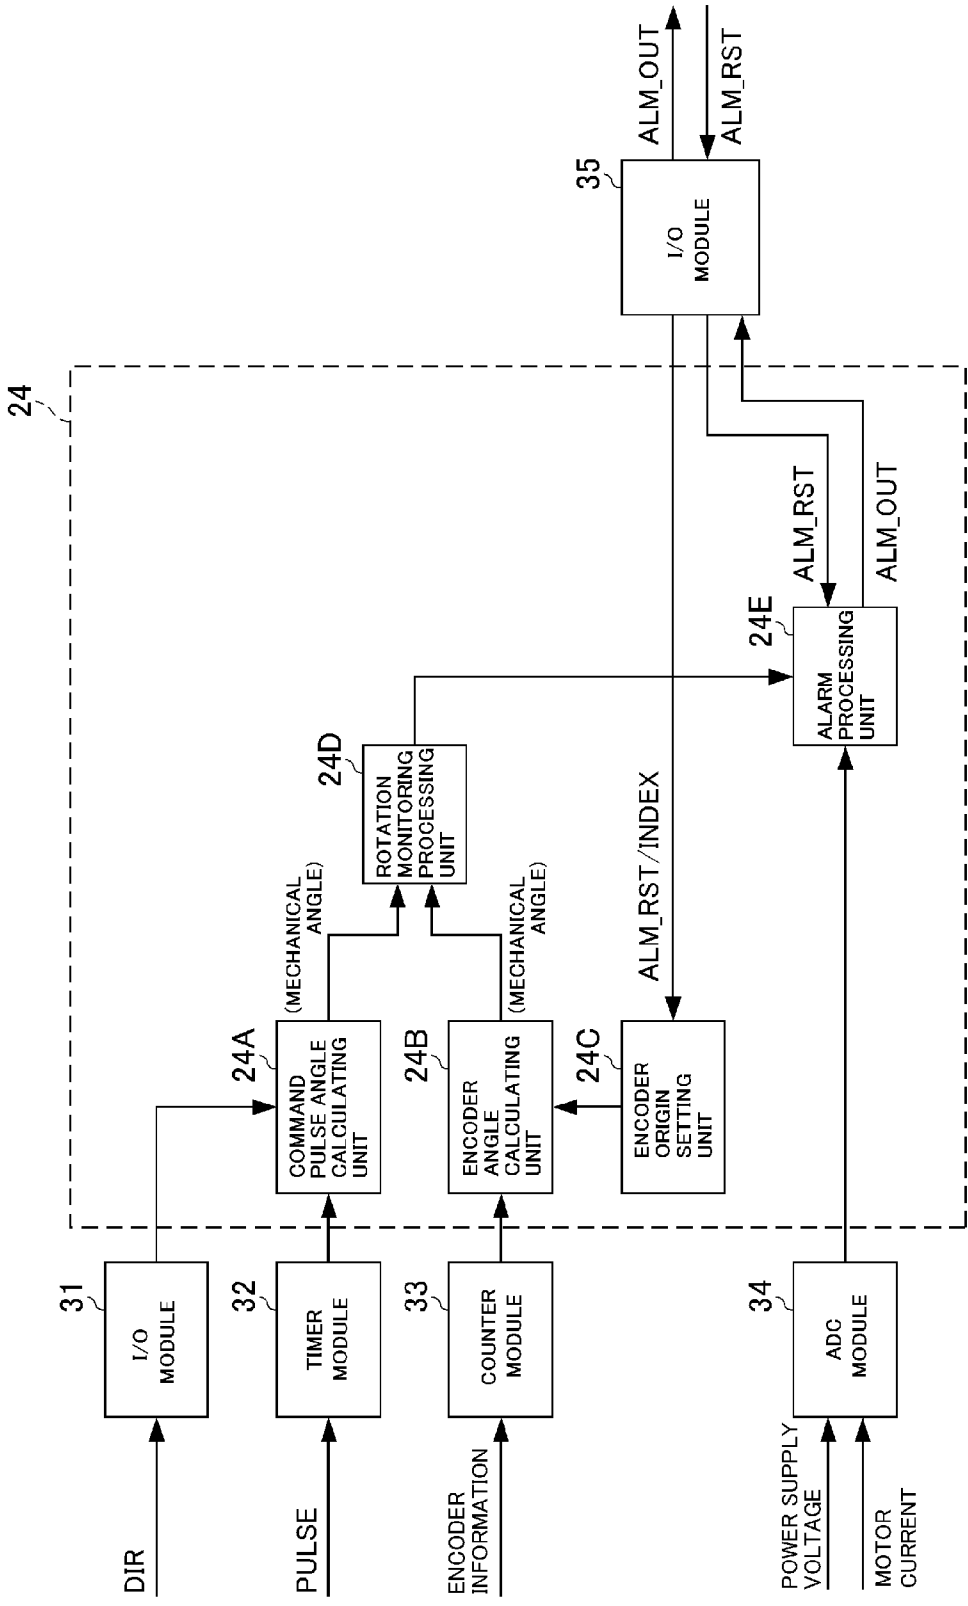 24
DIR
31
I/O
MODULE
PULSE
32
TIMER
MODULE
24A
COMMAND
PULSE ANGLE
CALCULATING
UNIT
(MECHANICAL
ANGLE)
ENCODER
INFORMATION
33
COUNTER
MODULE
24B
ENCODER
ANGLE
CALCULATING
UNIT
(MECHANICAL
ANGLE)
24D
ROTATION
MONITORING
PROCESSING
UNIT
24C
ENCODER
ORIGIN
SETTING
UNIT
ALM_RST/INDEX
35
I/O
MODULE
ALM_OUT
ALM_RST
POWER SUPPLY
VOLTAGE
MOTOR
CURRENT
34
ADC
MODULE
24E
ALARM
PROCESSING
UNIT
ALM_RST
ALM_OUT